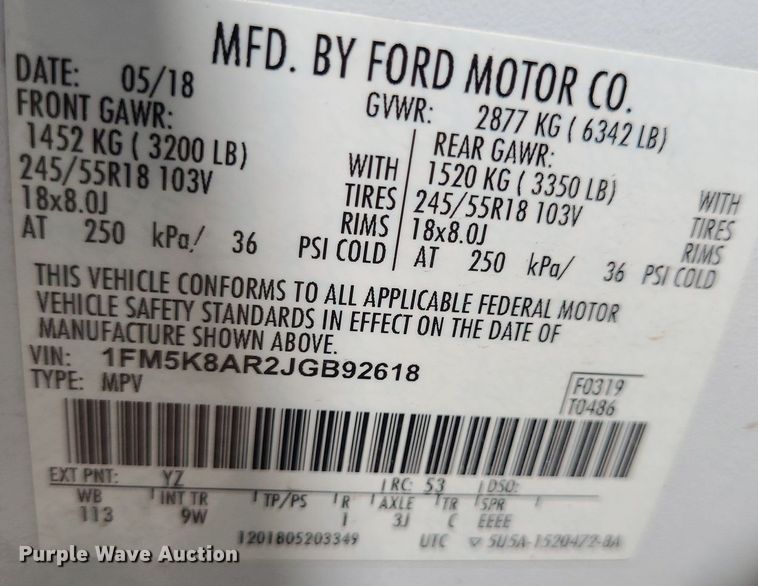 MFD. BY FORD MOTOR CO.
DATE: 05/18
GVWR: 2877 KG ( 6342 LB)
FRONT GAWR:
1452 KG ( 3200 LB)
245/55R18 103V
18x8.0J
AT 250 kPa/ 36
WITH
TIRES
RIMS
PSI COLD
REAR GAWR:
1520 KG ( 3350 LB)
245/55R18 103V
18x8.0J
AT 250 kPa/ 36
WITH
TIRES
RIMS
PSI COLD
THIS VEHICLE CONFORMS TO ALL APPLICABLE FEDERAL MOTOR
VEHICLE SAFETY STANDARDS IN EFFECT ON THE DATE OF
MANUFACTURE SHOWN ABOVE.
VIN: 1FM5K8AR2JGB92618
TYPE: MPV
F0319
T0486
EXT PNT: YZ RC: 53 DSO:
WB INT TR TP/PS R AXLE TR SPR
113 9W I 3J C EEEE
1201805203349 UTC 5U5A-1520472-BA
Purple Wave Auction